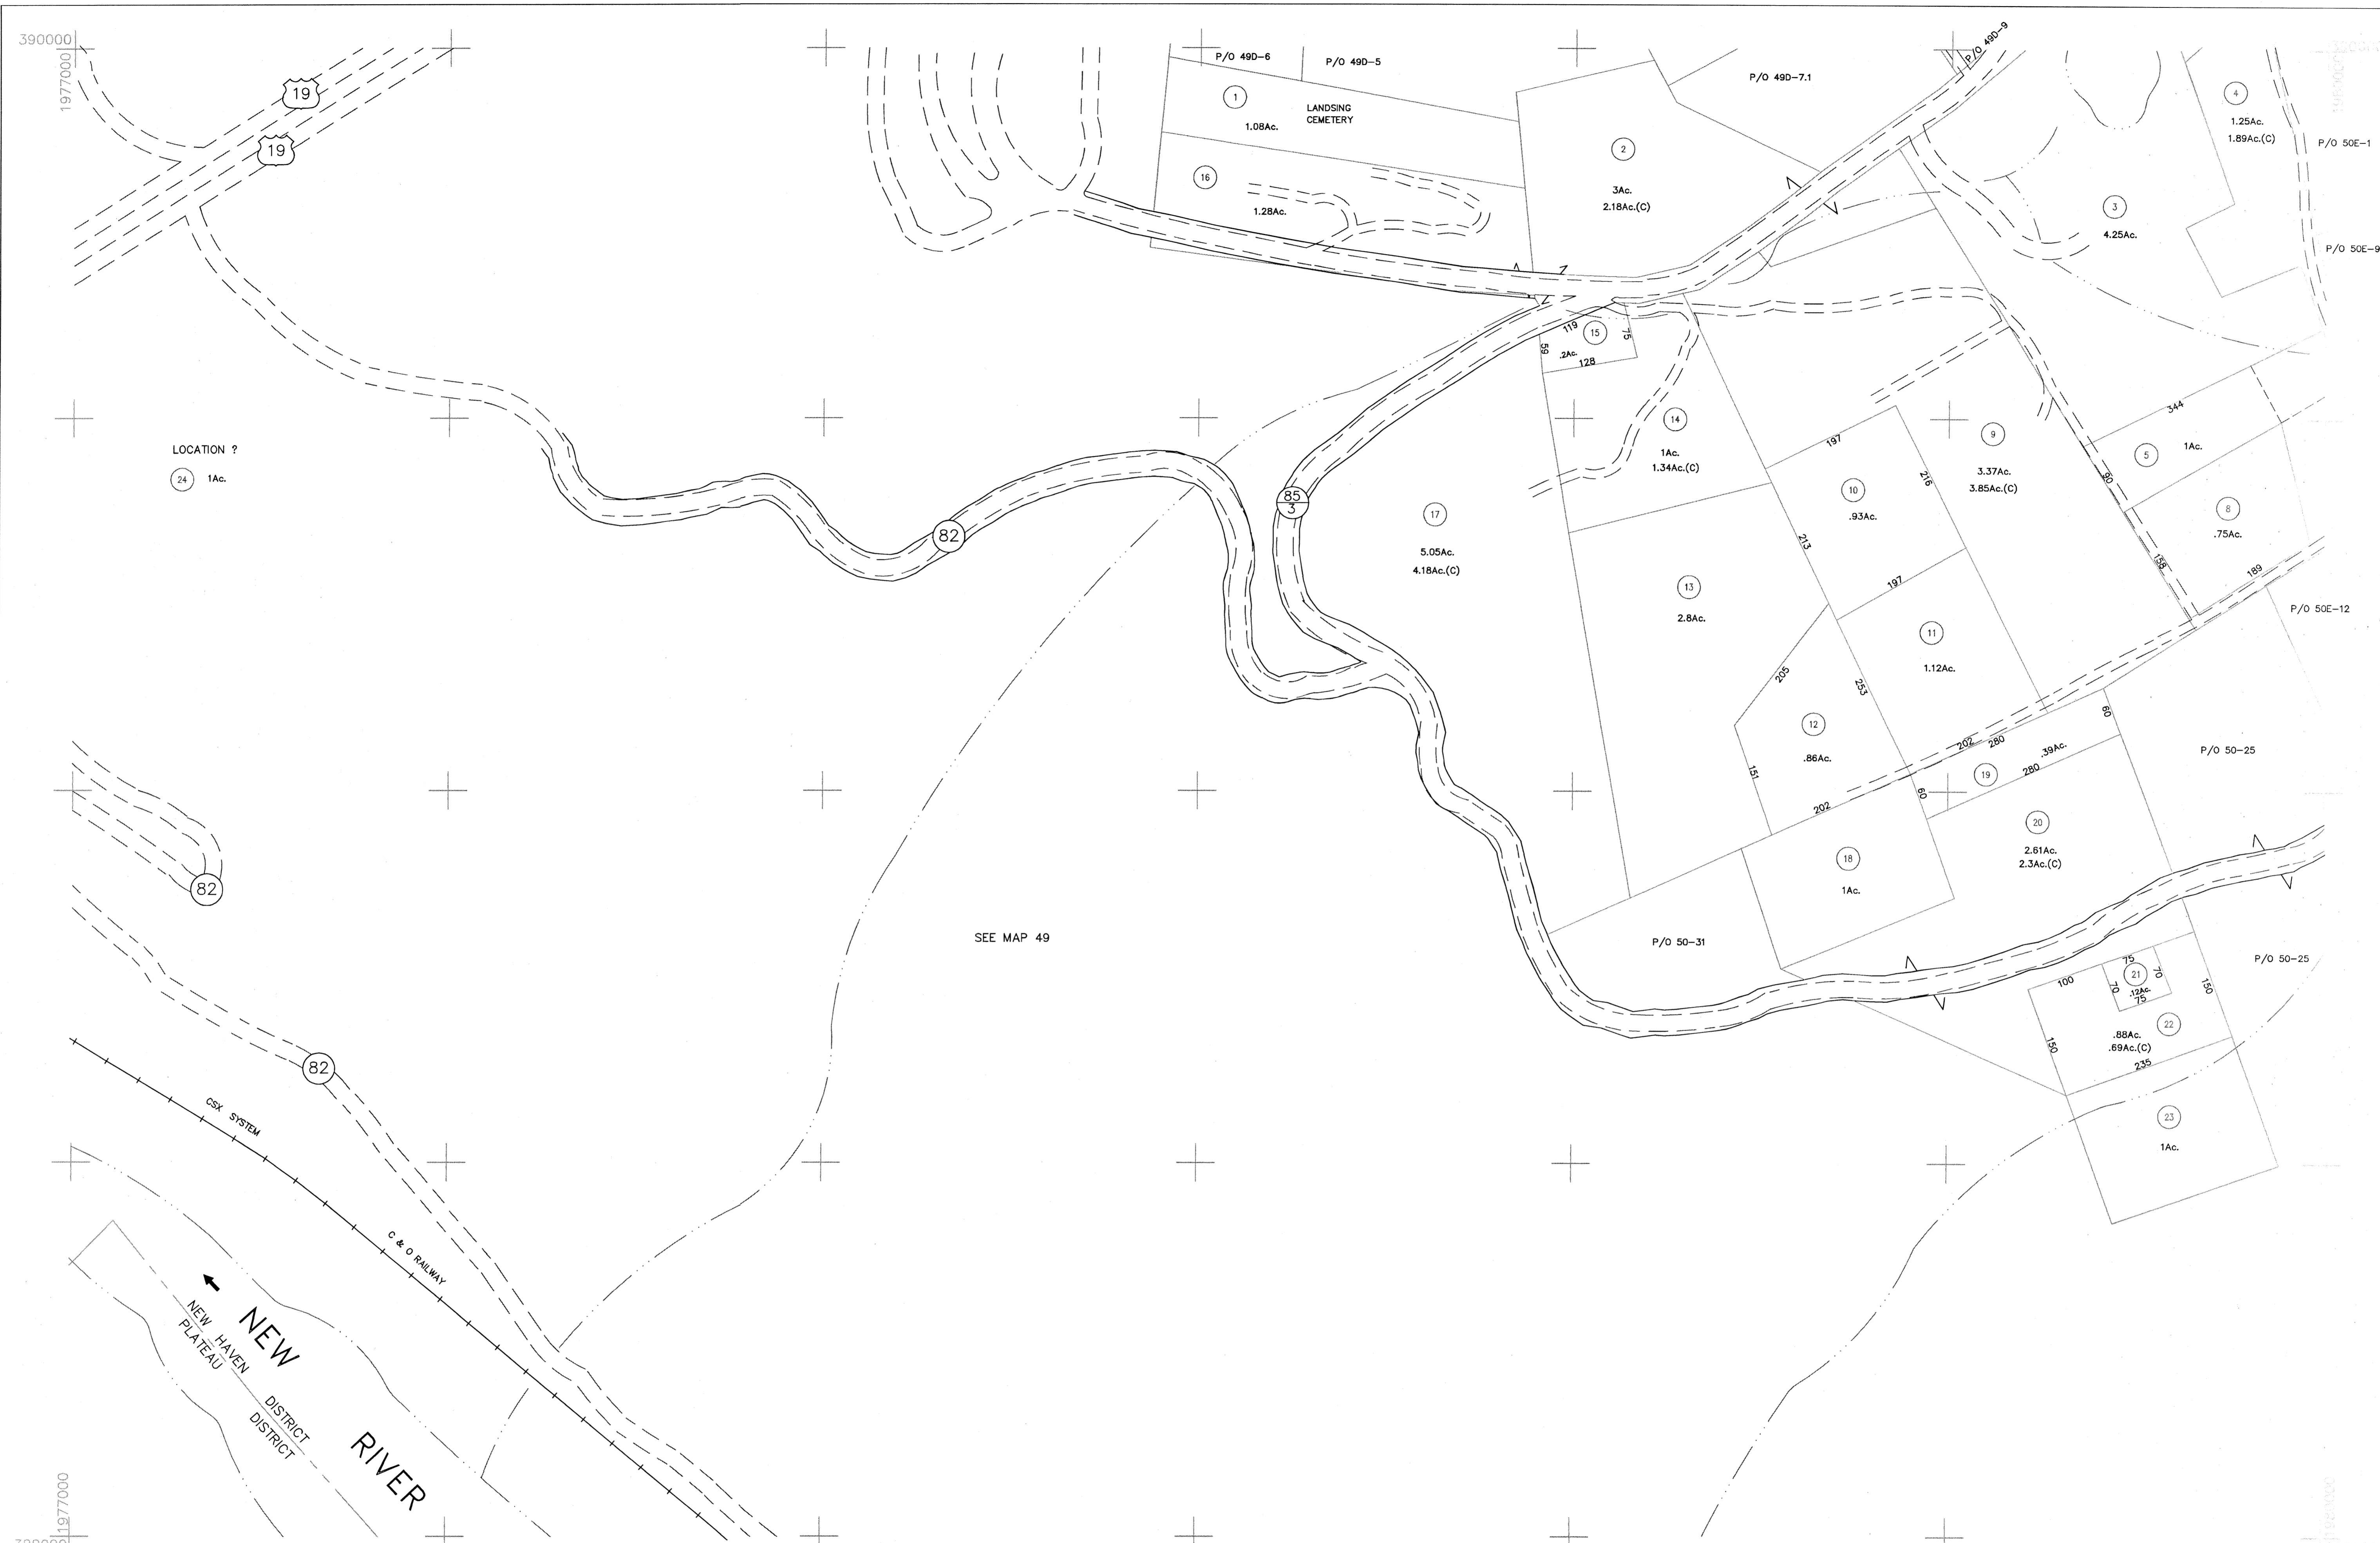 390000
1977000
19
19
P/O 49D-6
P/O 49D-5
1
1.08Ac.
LANDSING
CEMETERY
16
1.28Ac.
2
3Ac.
2.18Ac.(C)
P/O 49D-7.1
P/O 49D-9
3
4.25Ac.
4
1.25Ac.
1.89Ac.(C)
P/O 50E-1
P/O 50E-9
119
15
75
59
.2Ac.
128
LOCATION ?
24
1Ac.
82
85
3
17
5.05Ac.
4.18Ac.(C)
14
1Ac.
1.34Ac.(C)
197
10
.93Ac.
216
213
9
3.37Ac.
3.85Ac.(C)
344
5
1Ac.
90
8
.75Ac.
158
189
P/O 50E-12
13
2.8Ac.
197
11
1.12Ac.
205
253
12
.86Ac.
151
202
202
280
.39Ac.
60
60
19
280
P/O 50-25
20
2.61Ac.
2.3Ac.(C)
18
1Ac.
82
SEE MAP 49
P/O 50-31
P/O 50-25
100
75
21
70
70
.12Ac.
75
150
22
.88Ac.
.69Ac.(C)
150
235
23
1Ac.
82
CSX SYSTEM
C & O RAILWAY
NEW RIVER
NEW HAVEN DISTRICT
PLATEAU DISTRICT
1977000